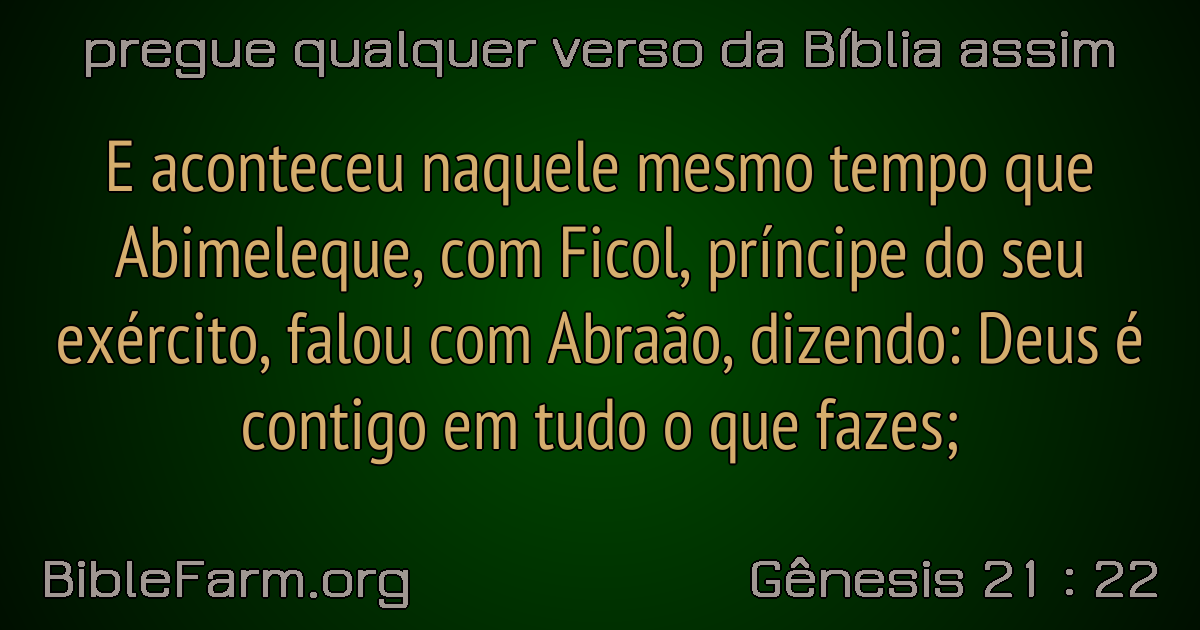 pregue qualquer verso da Bíblia assim
E aconteceu naquele mesmo tempo que
Abimeleque, com Ficol, príncipe do seu
exército, falou com Abraão, dizendo: Deus é
contigo em tudo o que fazes;
BibleFarm.org
Gênesis 21 : 22